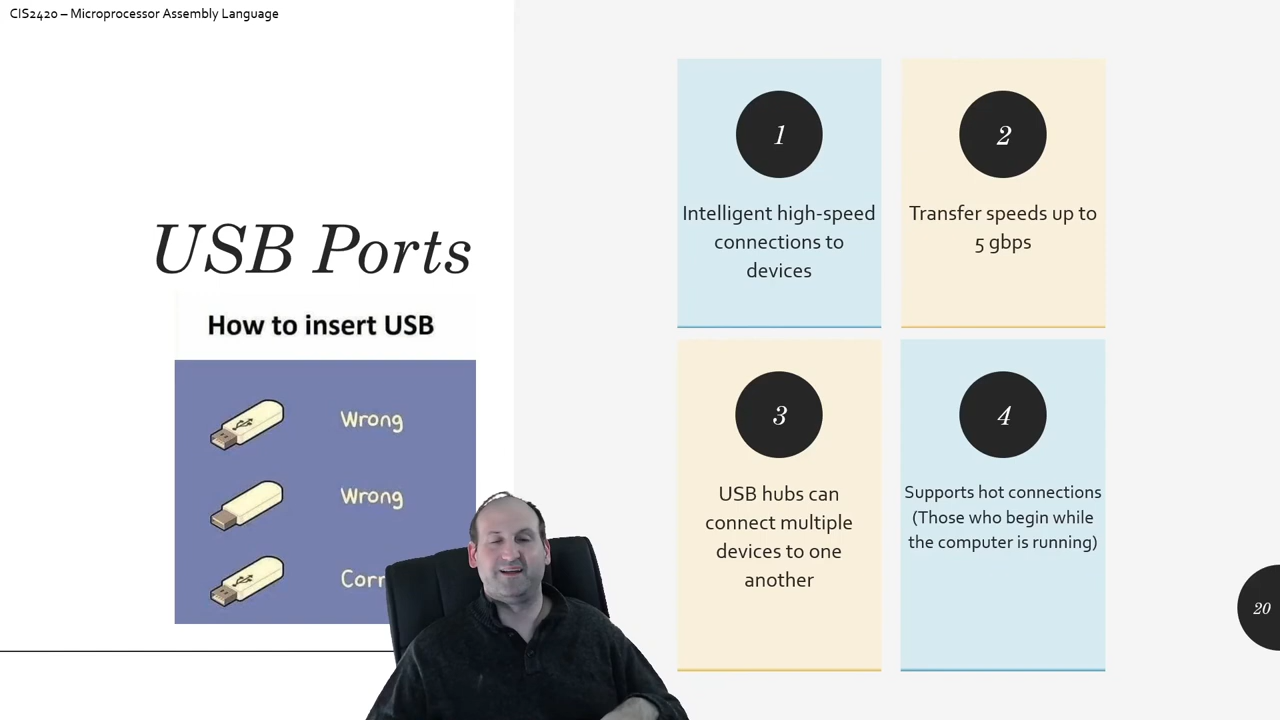 CIS2420 – Microprocessor Assembly Language
USB Ports
How to insert USB
Wrong
Wrong
1
Intelligent high-speed
connections to
devices
2
Transfer speeds up to
5 gbps
3
USB hubs can
connect multiple
devices to one
another
4
Supports hot connections
(Those who begin while
the computer is running)
20